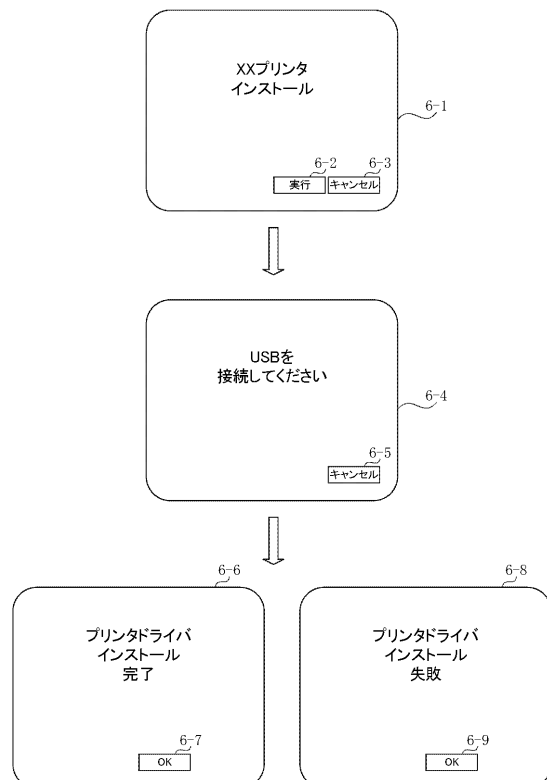 XXプリンタ
インストール
6-1
6-2
6-3
実行
キャンセル
USBを
接続してください
6-4
6-5
キャンセル
6-6
プリンタドライバ
インストール
完了
6-7
OK
6-8
プリンタドライバ
インストール
失敗
6-9
OK